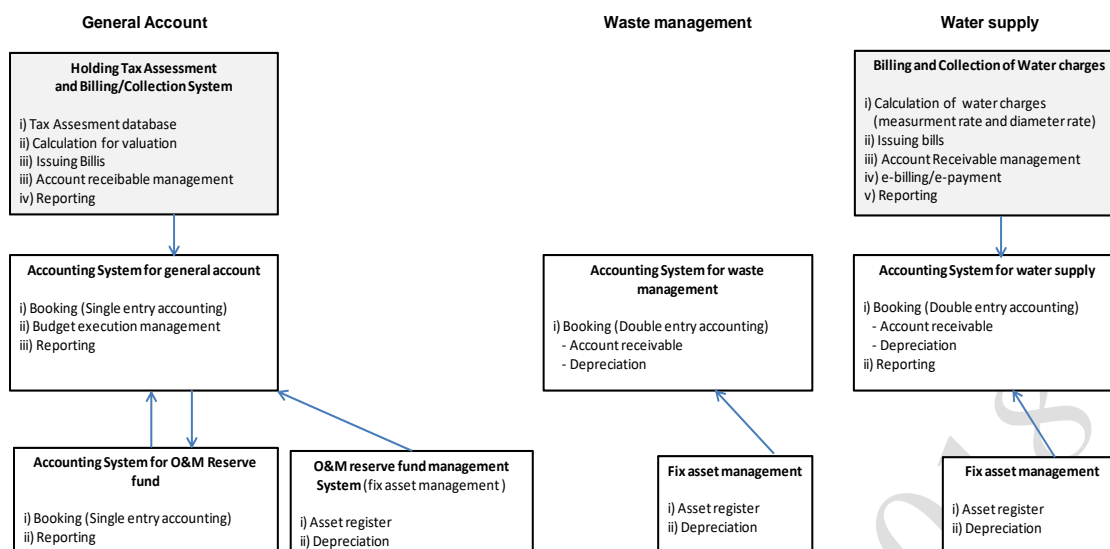 General Account
Waste management
Water supply
Holding Tax Assessment
and Billing/Collection System
i) Tax Assesment database
ii) Calculation for valuation
iii) Issuing Billis
iii) Account receibable management
iv) Reporting
Billing and Collection of Water charges
i) Calculation of water charges
(measurment rate and diameter rate)
ii) Issuing bills
iii) Account Receivable management
iv) e-billing/e-payment
v) Reporting
Accounting System for general account
i) Booking (Single entry accounting)
ii) Budget execution management
iii) Reporting
Accounting System for waste
management
i) Booking (Double entry accounting)
- Account receivable
- Depreciation
Accounting System for water supply
i) Booking (Double entry accounting)
- Account receivable
- Depreciation
ii) Reporting
Accounting System for O&M Reserve
fund
i) Booking (Single entry accounting)
ii) Reporting
O&M reserve fund management
System (fix asset management )
i) Asset register
ii) Depreciation
Fix asset management
i) Asset register
ii) Depreciation
Fix asset management
i) Asset register
ii) Depreciation